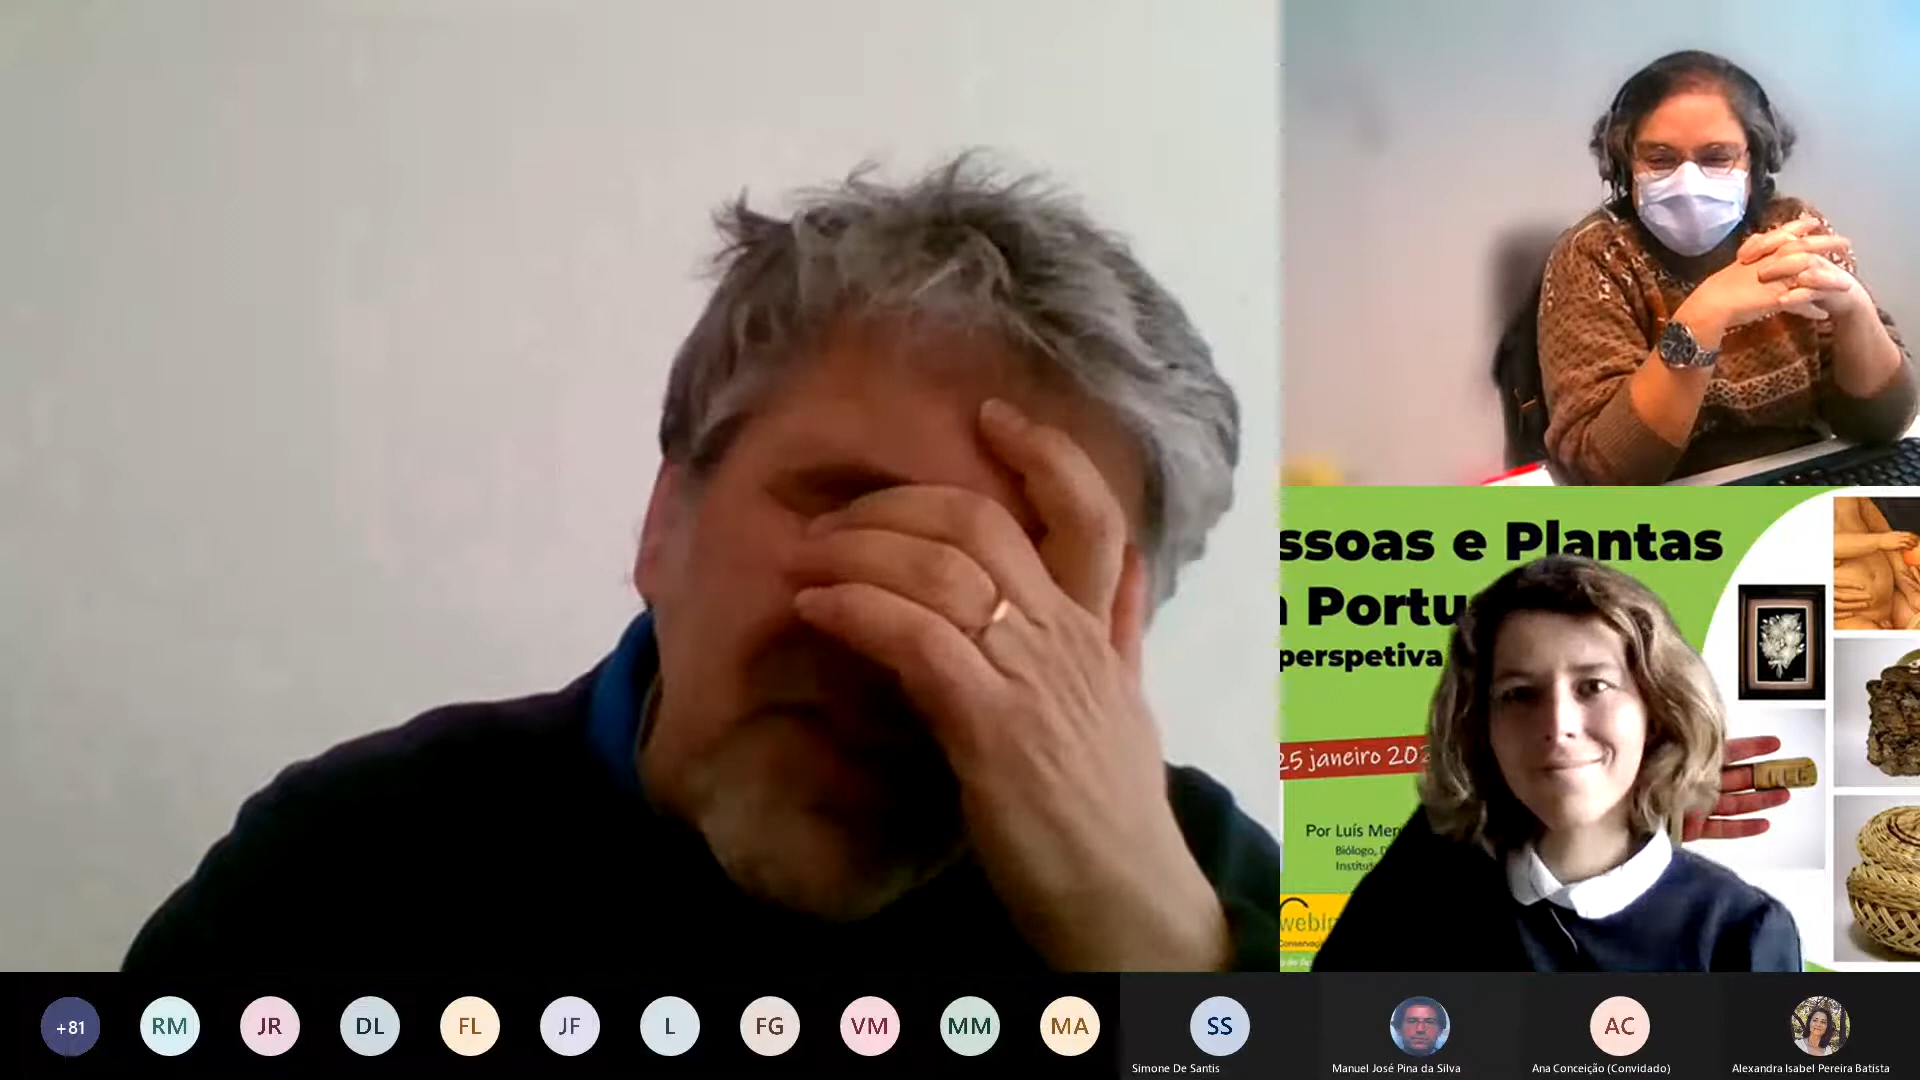 ssoas e Plantas
Portu
perspetiva
25 janeiro 202
Por Luís Men
Biólogo, D
Institut
webin
Conservaçã
+81
RM
JR
DL
FL
JF
L
FG
VM
MM
MA
SS
AC
Simone De Santis
Manuel José Pina da Silva
Ana Conceição (Convidado)
Alexandra Isabel Pereira Batista